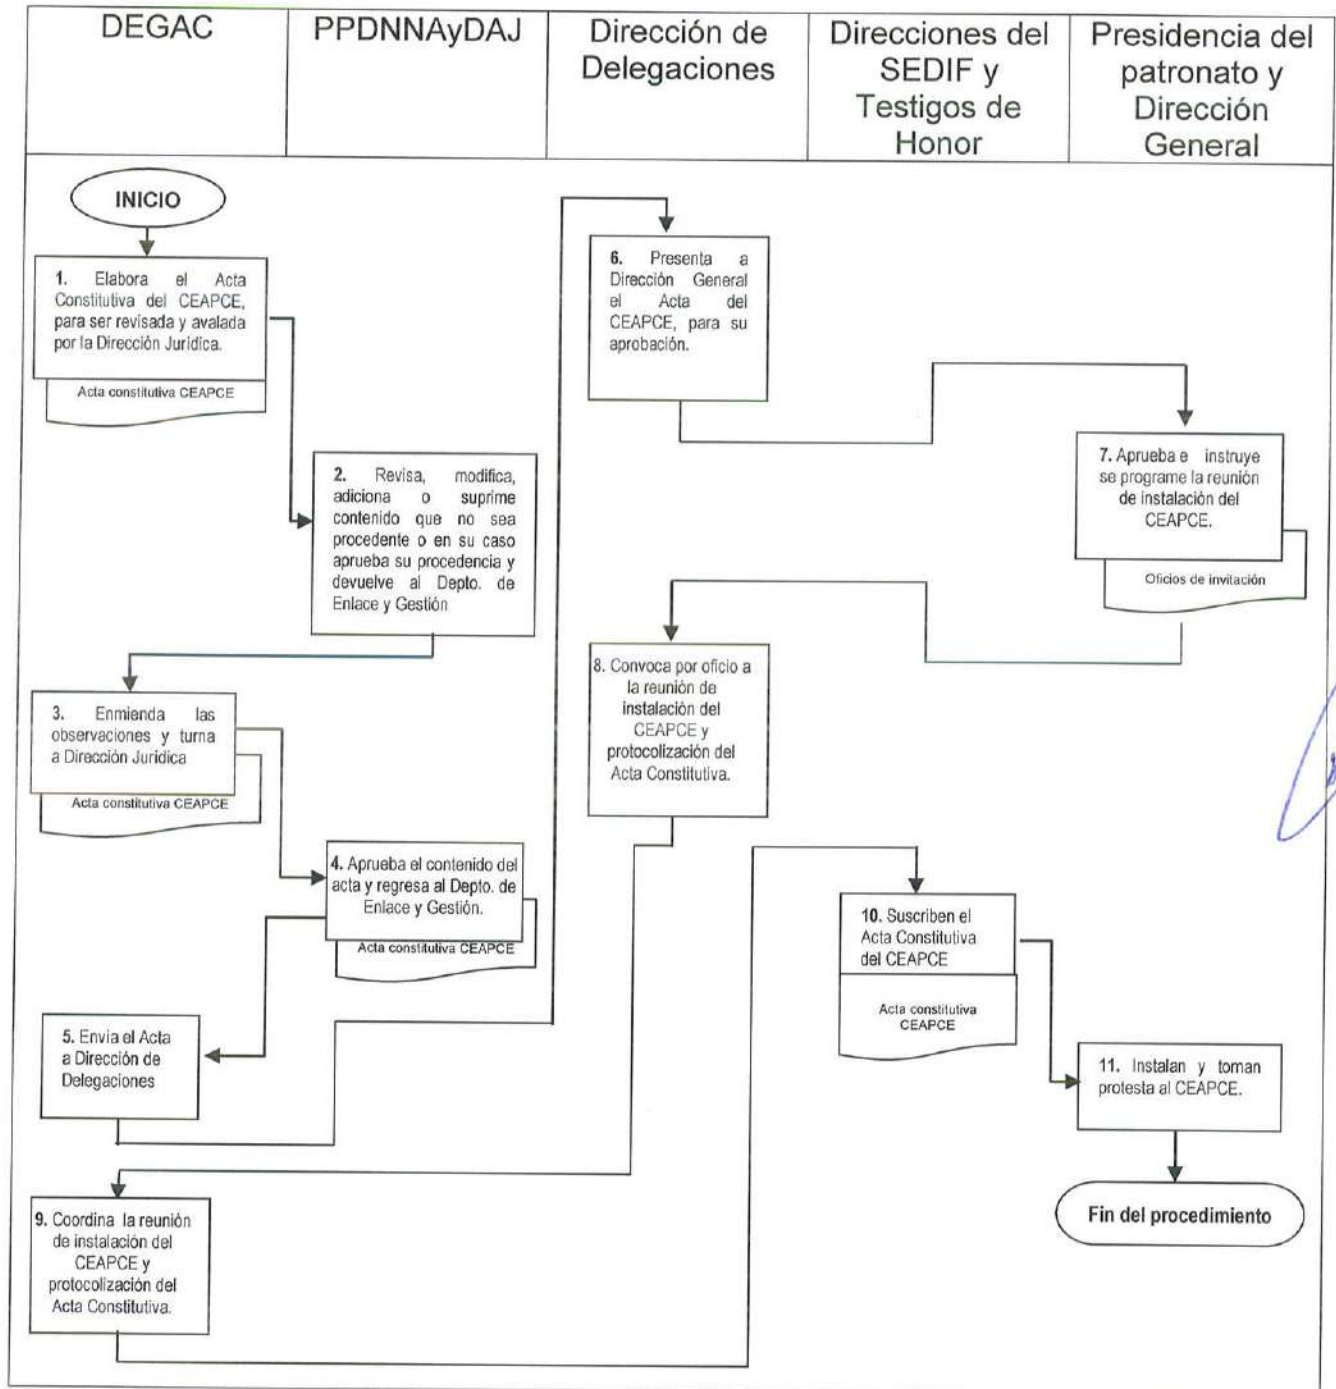 DEGAC
PPDNNAyDAJ
Dirección de
Delegaciones
Direcciones del
SEDIF y
Testigos de
Honor
Presidencia del
patronato y
Dirección
General
INICIO
1. Elabora el Acta
Constitutiva del CEAPCE,
para ser revisada y avalada
por la Dirección Jurídica.
Acta constitutiva CEAPCE
2. Revisa, modifica,
adiciona o suprime
contenido que no sea
procedente o en su caso
aprueba su procedencia y
devuelve al Depto. de
Enlace y Gestión
3. Enmienda las
observaciones y turna
a Dirección Jurídica
Acta constitutiva CEAPCE
4. Aprueba el contenido del
acta y regresa al Depto. de
Enlace y Gestión.
Acta constitutiva CEAPCE
5. Envia el Acta
a Dirección de
Delegaciones
6. Presenta a
Dirección General
el Acta del
CEAPCE, para su
aprobación.
7. Aprueba e instruye
se programe la reunión
de instalación del
CEAPCE.
Oficios de invitación
8. Convoca por oficio a
la reunión de
instalación del
CEAPCE y
protocolización del
Acta Constitutiva.
9. Coordina la reunión
de instalación del
CEAPCE y
protocolización del
Acta Constitutiva.
10. Suscriben el
Acta Constitutiva
del CEAPCE
Acta constitutiva
CEAPCE
11. Instalan y toman
protesta al CEAPCE.
Fin del procedimiento